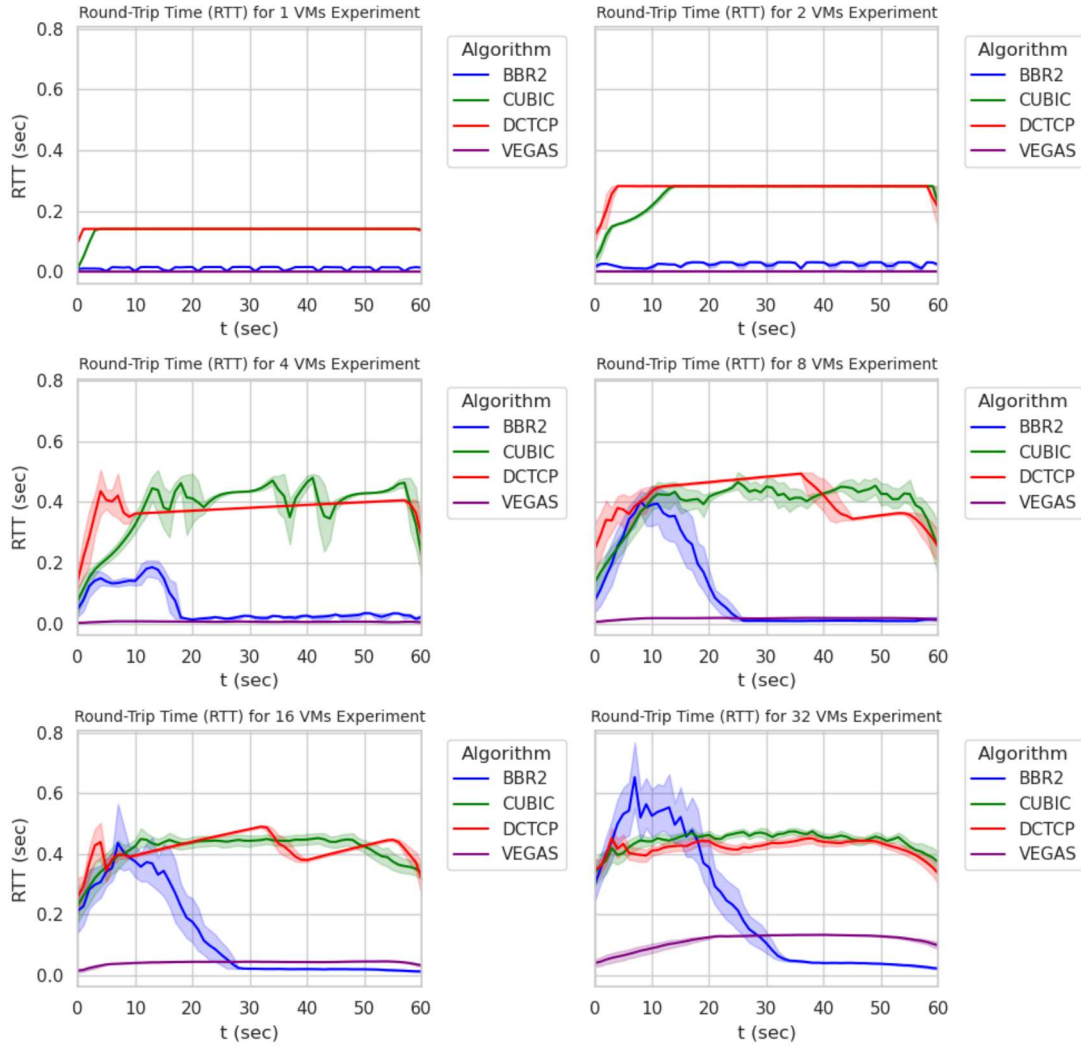 Round-Trip Time (RTT) for 1 VMs Experiment
0.8
0.6
0.4
0.2
0.0
RTT (sec)
0 10 20 30 40 50 60
t (sec)
Algorithm
BBR2
CUBIC
DCTCP
VEGAS
Round-Trip Time (RTT) for 2 VMs Experiment
0 10 20 30 40 50 60
t (sec)
Algorithm
BBR2
CUBIC
DCTCP
VEGAS
Round-Trip Time (RTT) for 4 VMs Experiment
0.8
0.6
0.4
0.2
0.0
RTT (sec)
0 10 20 30 40 50 60
t (sec)
Algorithm
BBR2
CUBIC
DCTCP
VEGAS
Round-Trip Time (RTT) for 8 VMs Experiment
0 10 20 30 40 50 60
t (sec)
Algorithm
BBR2
CUBIC
DCTCP
VEGAS
Round-Trip Time (RTT) for 16 VMs Experiment
0.8
0.6
0.4
0.2
0.0
RTT (sec)
0 10 20 30 40 50 60
t (sec)
Algorithm
BBR2
CUBIC
DCTCP
VEGAS
Round-Trip Time (RTT) for 32 VMs Experiment
0 10 20 30 40 50 60
t (sec)
Algorithm
BBR2
CUBIC
DCTCP
VEGAS